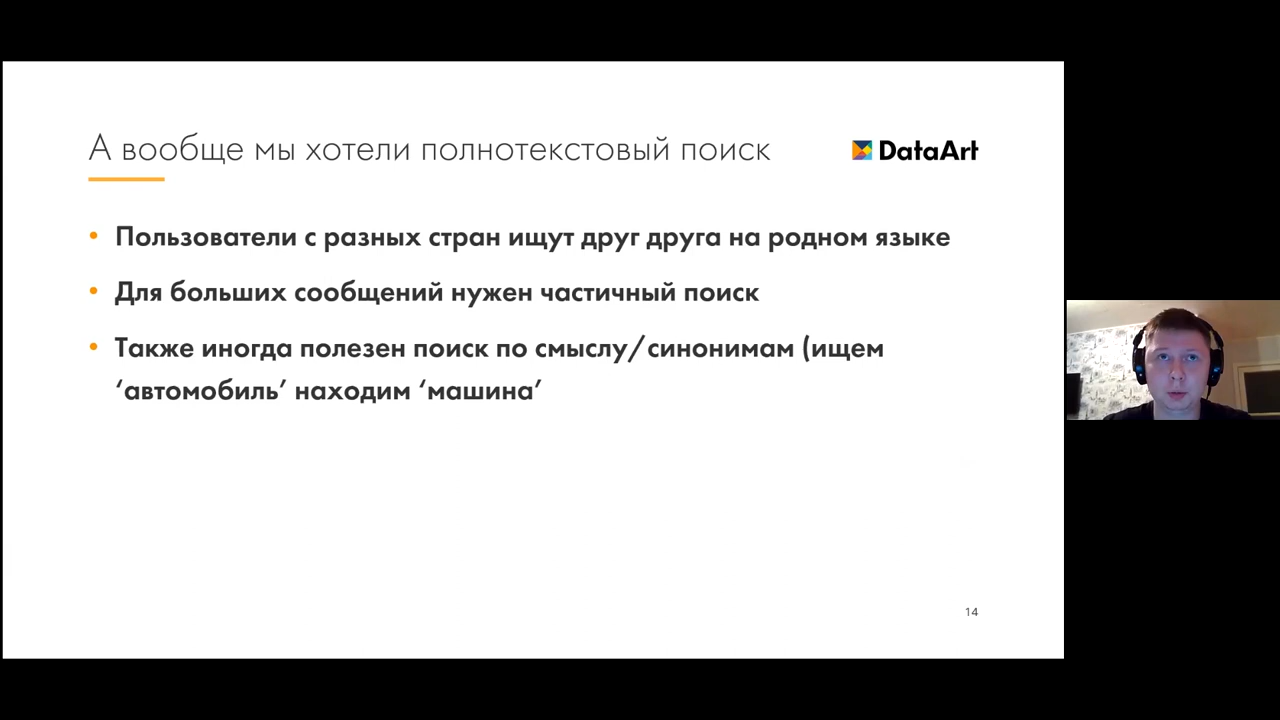 А вообще мы хотели полнотекстовый поиск
DataArt
• Пользователи с разных стран ищут друг друга на родном языке
• Для больших сообщений нужен частичный поиск
• Также иногда полезен поиск по смыслу/синонимам (ищем
‘автомобиль’ находим ‘машина’
14